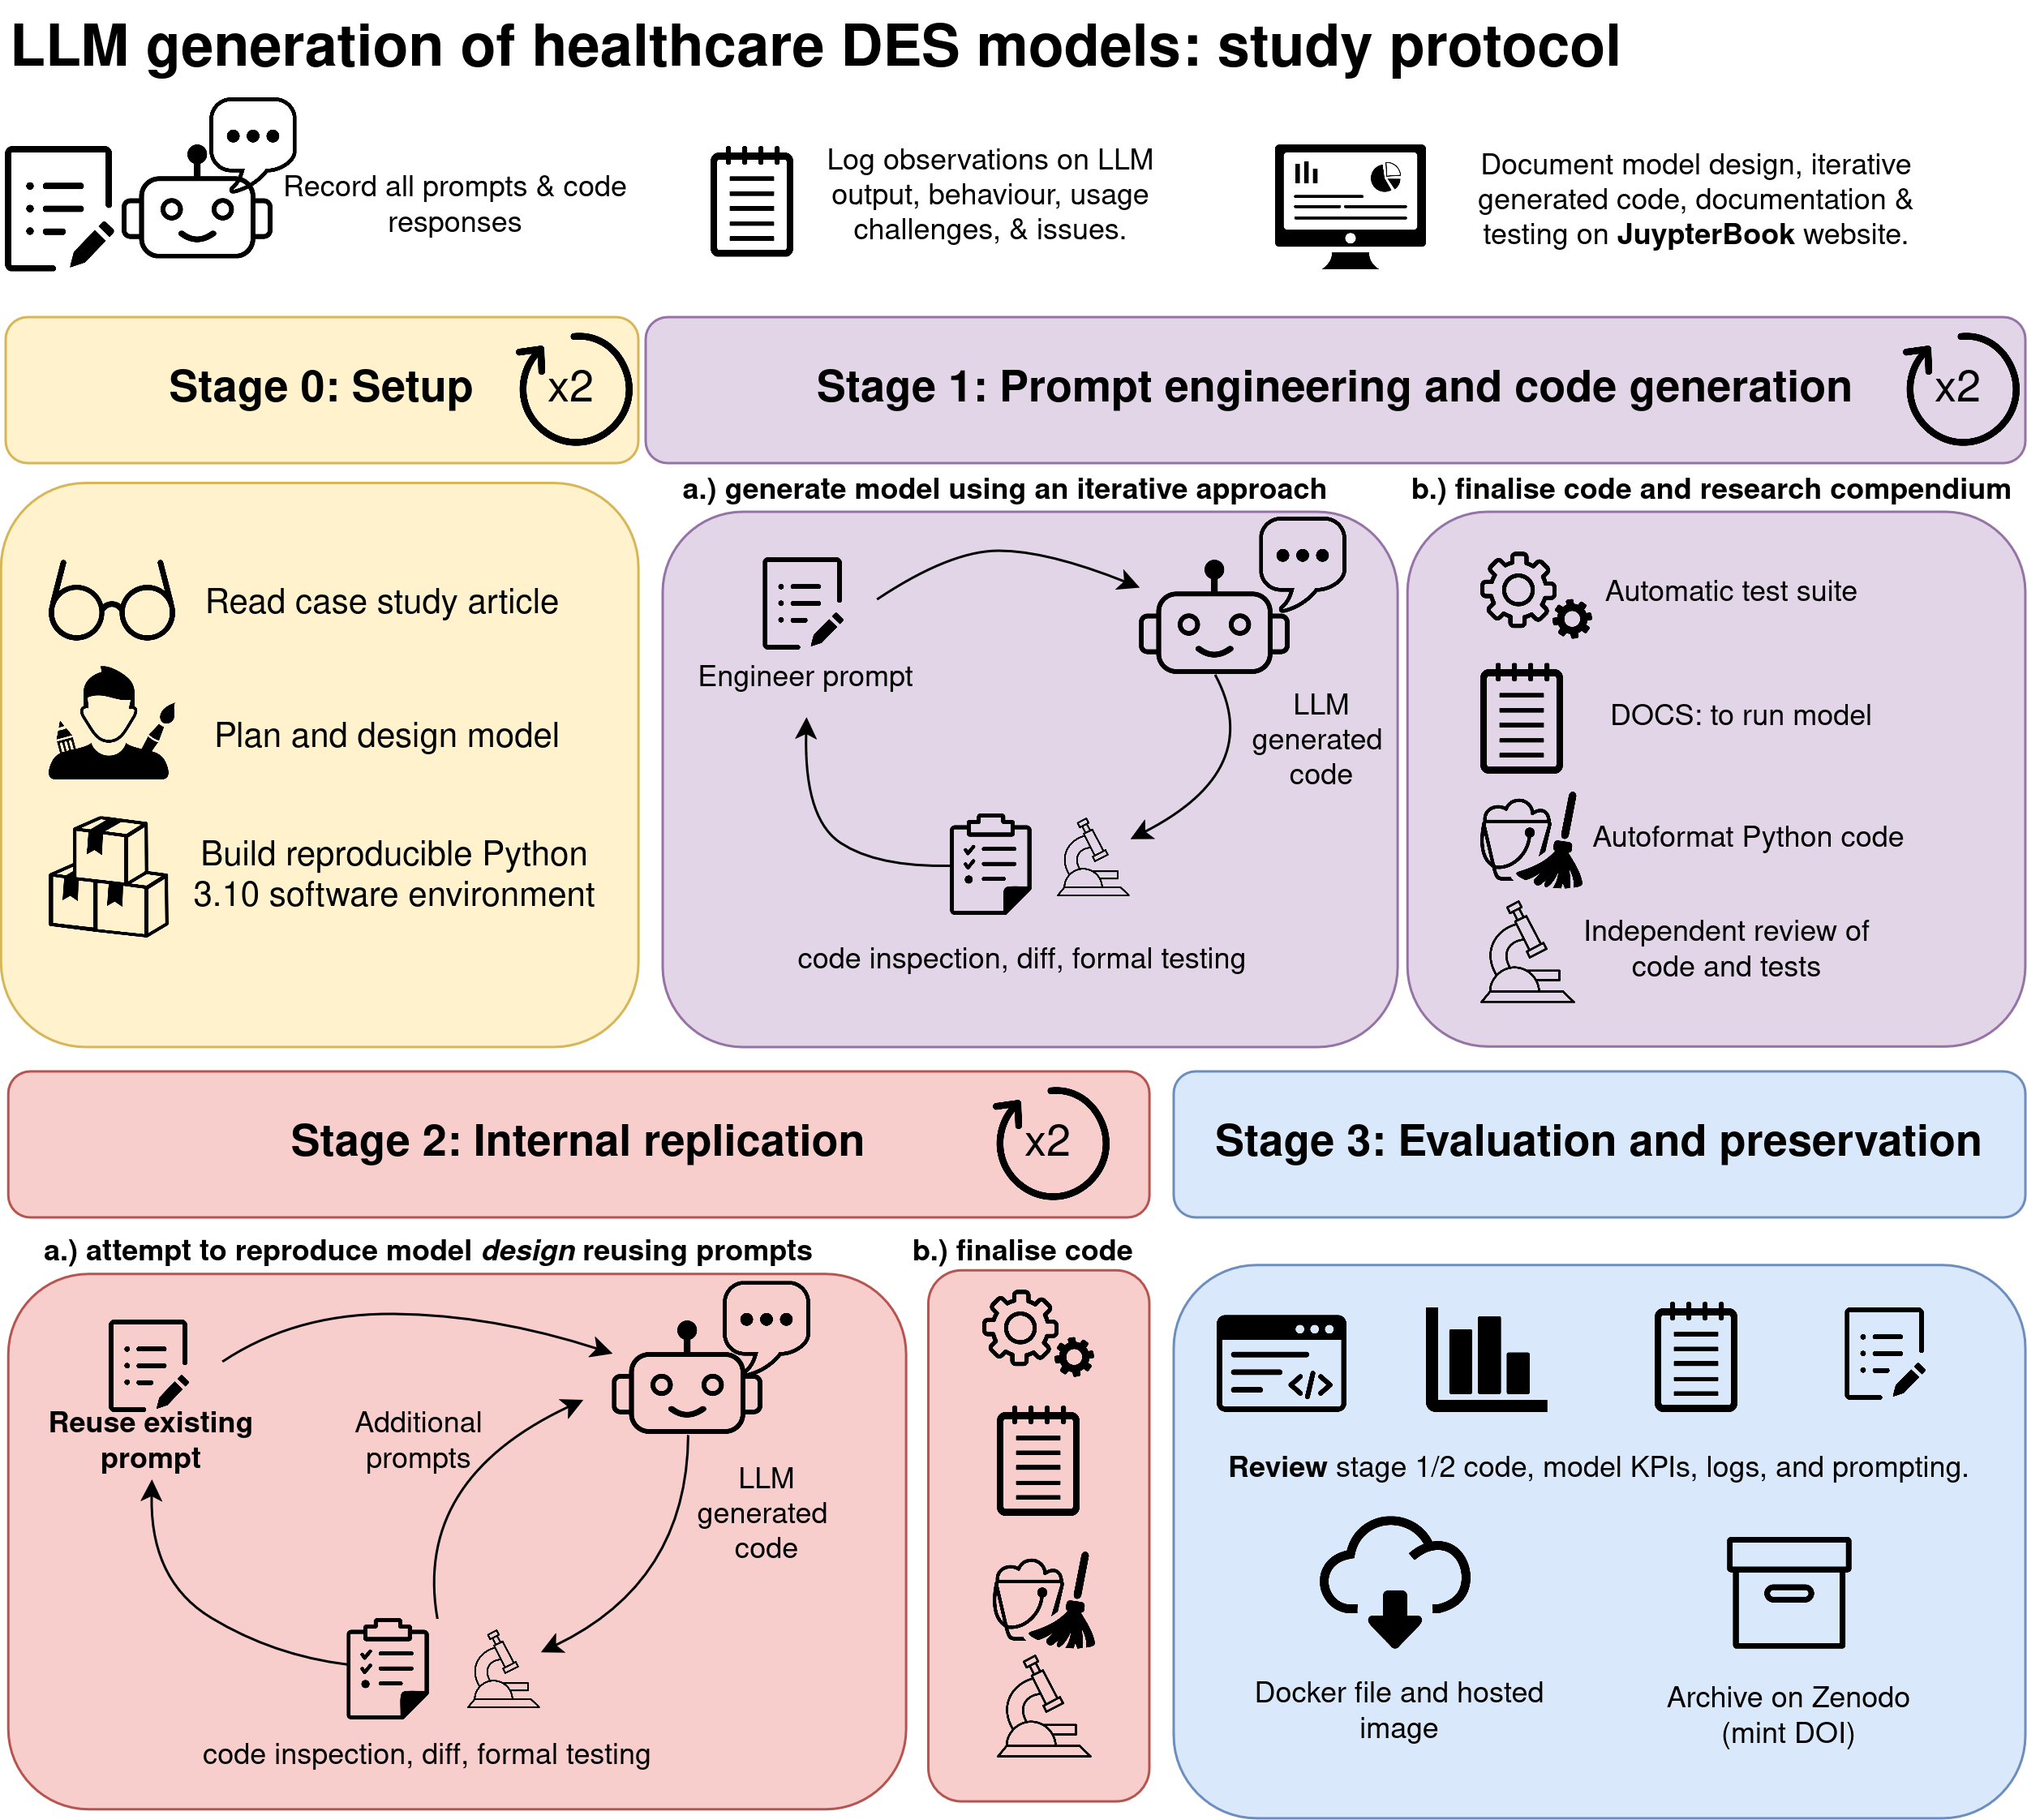 LLM generation of healthcare DES models: study protocol
Record all prompts & code
responses
Log observations on LLM
output, behaviour, usage
challenges, & issues.
Document model design, iterative
generated code, documentation &
testing on JuypterBook website.
Stage 0: Setup
x2
Stage 1: Prompt engineering and code generation
x2
Read case study article
Plan and design model
Build reproducible Python
3.10 software environment
a.) generate model using an iterative approach
Engineer prompt
LLM
generated
code
code inspection, diff, formal testing
b.) finalise code and research compendium
Automatic test suite
DOCS: to run model
Autoformat Python code
Independent review of
code and tests
Stage 2: Internal replication
x2
Stage 3: Evaluation and preservation
a.) attempt to reproduce model design reusing prompts
Reuse existing
prompt
Additional
prompts
LLM
generated
code
code inspection, diff, formal testing
b.) finalise code
</>
Review stage 1/2 code, model KPIs, logs, and prompting.
Docker file and hosted
image
Archive on Zenodo
(mint DOI)